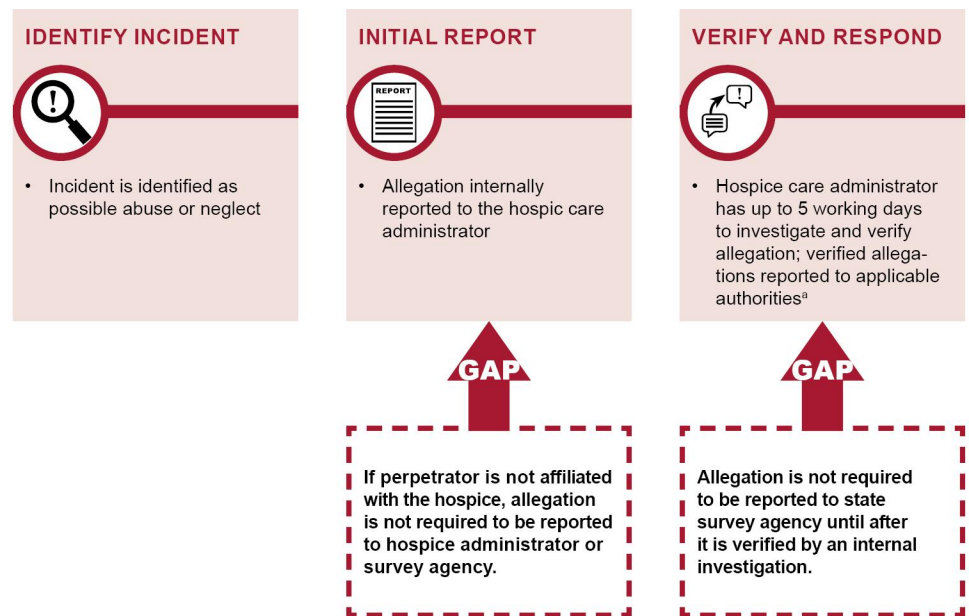 IDENTIFY INCIDENT
• Incident is identified as
possible abuse or neglect
INITIAL REPORT
REPORT
• Allegation internally
reported to the hospic care
administrator
VERIFY AND RESPOND
• Hospice care administrator
has up to 5 working days
to investigate and verify
allegation; verified allega-
tions reported to applicable
authoritiesᵃ
GAP
If perpetrator is not affiliated
with the hospice, allegation
is not required to be reported
to hospice administrator or
survey agency.
GAP
Allegation is not required
to be reported to state
survey agency until after
it is verified by an internal
investigation.